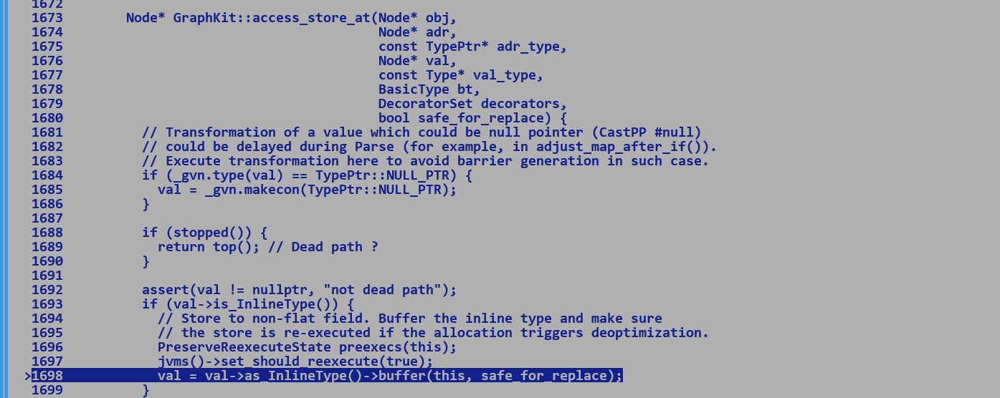 1672
1673        Node* GraphKit::access_store_at(Node* obj,
1674                                        Node* adr,
1675                                        const TypePtr* adr_type,
1676                                        Node* val,
1677                                        const Type* val_type,
1678                                        BasicType bt,
1679                                        DecoratorSet decorators,
1680                                        bool safe_for_replace) {
1681          // Transformation of a value which could be null pointer (CastPP #null)
1682          // could be delayed during Parse (for example, in adjust_map_after_if()).
1683          // Execute transformation here to avoid barrier generation in such case.
1684          if (_gvn.type(val) == TypePtr::NULL_PTR) {
1685            val = _gvn.makecon(TypePtr::NULL_PTR);
1686          }
1687
1688          if (stopped()) {
1689            return top(); // Dead path ?
1690          }
1691
1692          assert(val != nullptr, "not dead path");
1693          if (val->is_InlineType()) {
1694            // Store to non-flat field. Buffer the inline type and make sure
1695            // the store is re-executed if the allocation triggers deoptimization.
1696            PreserveReexecuteState preexecs(this);
1697            jvms()->set_should_reexecute(true);
>1698            val = val->as_InlineType()->buffer(this, safe_for_replace);
1699          }